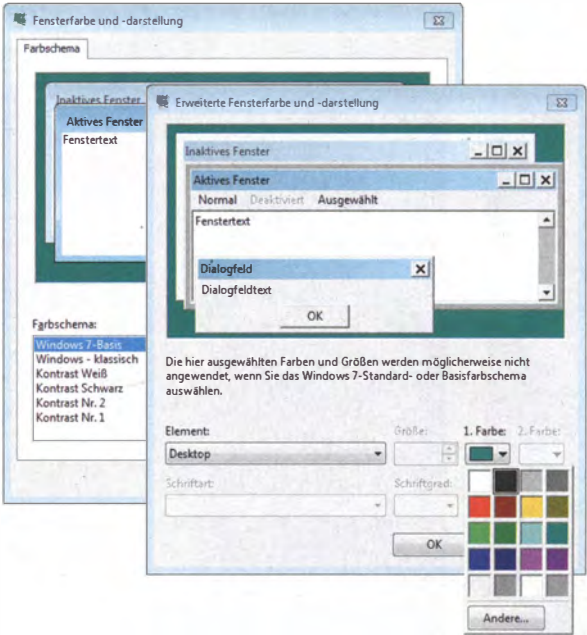 Fensterfarbe und -darstellung
Farbschema
Inaktives Fenster
Aktives Fenster
Fenstertext
Farbschema:
Windows 7-Basis
Windows - klassisch
Kontrast Weiß
Kontrast Schwarz
Kontrast Nr. 2
Kontrast Nr. 1
Erweiterte Fensterfarbe und -darstellung
Inaktives Fenster
Aktives Fenster
Normal Deaktiviert Ausgewählt
Fenstertext
Dialogfeld
Dialogfeldtext
OK
Die hier ausgewählten Farben und Größen werden möglicherweise nicht
angewendet, wenn Sie das Windows 7-Standard- oder Basisfarbschema
auswählen.
Element: Größe: 1. Farbe: 2. Farbe:
Desktop
Schriftart: Schriftgrad:
OK
Andere...